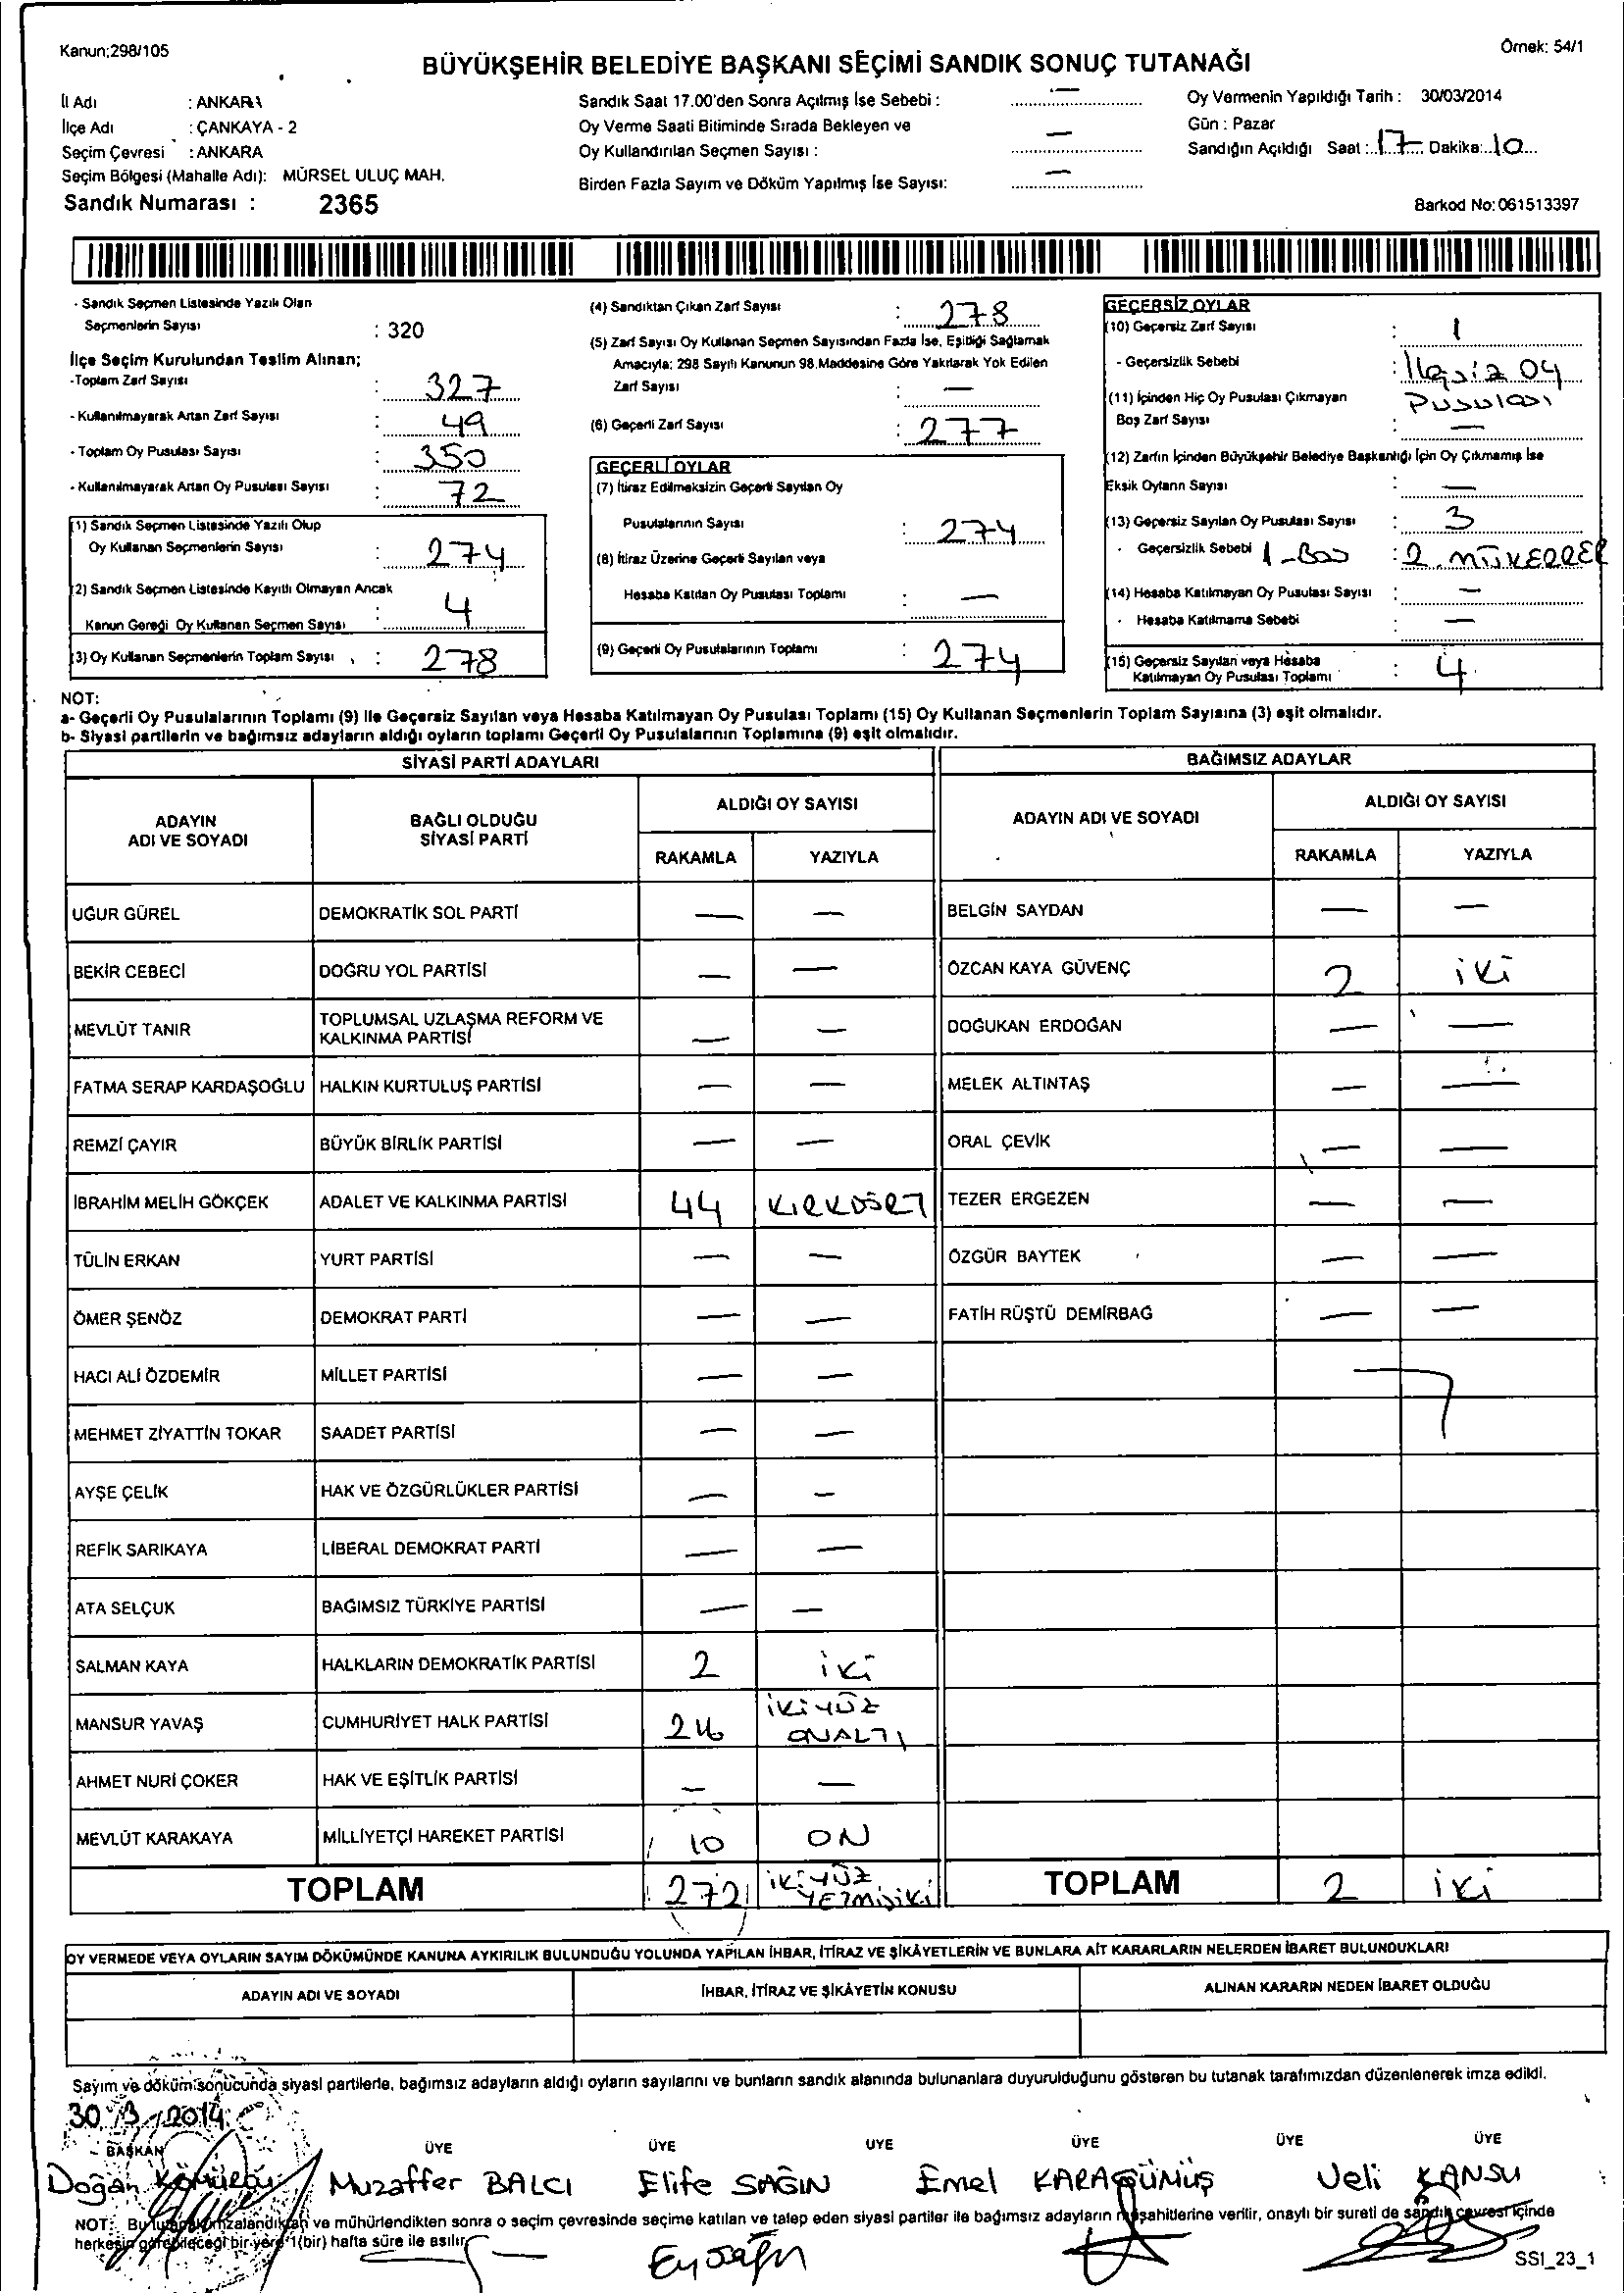 Kanun;298/105
Örnek: 54/1
BÜYÜKŞEHİR BELEDİYE BAŞKANI SEÇİMİ SANDIK SONUÇ TUTANAĞI
İl Adı : ANKARA
İlçe Adı : ÇANKAYA - 2
Seçim Çevresi : ANKARA
Seçim Bölgesi (Mahalle Adı): MÜRSEL ULUÇ MAH.
Sandık Numarası : 2365
Sandık Saat 17.00'den Sonra Açılmış İse Sebebi : —
Oy Verme Saati Bitiminde Sırada Bekleyen ve
Oy Kullandırılan Seçmen Sayısı : —
Birden Fazla Sayım ve Döküm Yapılmış İse Sayısı: —
Oy Vermenin Yapıldığı Tarih : 30/03/2014
Gün : Pazar
Sandığın Açıldığı Saat : 17 Dakika: 10
Barkod No: 061513397
- Sandık Seçmen Listesinde Yazılı Olan
Seçmenlerin Sayısı : 320
İlçe Seçim Kurulundan Teslim Alınan;
-Toplam Zarf Sayısı : 327
- Kullanılmayarak Artan Zarf Sayısı : 49
- Toplam Oy Pusulası Sayısı : 350
- Kullanılmayarak Artan Oy Pusulası Sayısı : 72
(1) Sandık Seçmen Listesinde Yazılı Olup
Oy Kullanan Seçmenlerin Sayısı : 274
(2) Sandık Seçmen Listesinde Kayıtlı Olmayan Ancak
Kanun Gereği Oy Kullanan Seçmen Sayısı : 4
(3) Oy Kullanan Seçmenlerin Toplam Sayısı : 278
(4) Sandıktan Çıkan Zarf Sayısı : 278
(5) Zarf Sayısı Oy Kullanan Seçmen Sayısından Fazla İse, Eşitliği Sağlamak
Amacıyla; 298 Sayılı Kanunun 98.Maddesine Göre Yakılarak Yok Edilen
Zarf Sayısı : —
(6) Geçerli Zarf Sayısı : 277
GEÇERLİ OYLAR
(7) İtiraz Edilmeksizin Geçerli Sayılan Oy
Pusulalarının Sayısı : 274
(8) İtiraz Üzerine Geçerli Sayılan veya
Hesaba Katılan Oy Pusulası Toplamı : —
(9) Geçerli Oy Pusulalarının Toplamı : 274
GEÇERSİZ OYLAR
(10) Geçersiz Zarf Sayısı : 1
- Geçersizlik Sebebi : İlgisiz oy
pusulası
(11) İçinden Hiç Oy Pusulası Çıkmayan
Boş Zarf Sayısı : —
(12) Zarfın İçinden Büyükşehir Belediye Başkanlığı İçin Oy Çıkmamış İse
Eksik Oyların Sayısı : —
(13) Geçersiz Sayılan Oy Pusulası Sayısı : 3
- Geçersizlik Sebebi 1-Boş : 2. MÜKERRER
(14) Hesaba Katılmayan Oy Pusulası Sayısı : —
- Hesaba Katılmama Sebebi : —
(15) Geçersiz Sayılan veya Hesaba
Katılmayan Oy Pusulası Toplamı : 4
NOT:
a- Geçerli Oy Pusulalarının Toplamı (9) ile Geçersiz Sayılan veya Hesaba Katılmayan Oy Pusulası Toplamı (15) Oy Kullanan Seçmenlerin Toplam Sayısına (3) eşit olmalıdır.
b- Siyasi partilerin ve bağımsız adayların aldığı oyların toplamı Geçerli Oy Pusulalarının Toplamına (9) eşit olmalıdır.
SİYASİ PARTİ ADAYLARI BAĞIMSIZ ADAYLAR
ADAYIN ADI VE SOYADI BAĞLI OLDUĞU SİYASİ PARTİ ALDIĞI OY SAYISI RAKAMLA YAZIYLA ADAYIN ADI VE SOYADI ALDIĞI OY SAYISI RAKAMLA YAZIYLA
UĞUR GÜREL DEMOKRATİK SOL PARTİ — — BELGİN SAYDAN — —
BEKİR CEBECİ DOĞRU YOL PARTİSİ — — ÖZCAN KAYA GÜVENÇ 2 iki
MEVLÜT TANIR TOPLUMSAL UZLAŞMA REFORM VE KALKINMA PARTİSİ — — DOĞUKAN ERDOĞAN — —
FATMA SERAP KARDAŞOĞLU HALKIN KURTULUŞ PARTİSİ — — MELEK ALTINTAŞ — —
REMZİ ÇAYIR BÜYÜK BİRLİK PARTİSİ — — ORAL ÇEVİK — —
İBRAHİM MELİH GÖKÇEK ADALET VE KALKINMA PARTİSİ 44 KIRKDÖRT TEZER ERGEZEN — —
TÜLİN ERKAN YURT PARTİSİ — — ÖZGÜR BAYTEK — —
ÖMER ŞENÖZ DEMOKRAT PARTİ — — FATİH RÜŞTÜ DEMİRBAĞ — —
HACI ALİ ÖZDEMİR MİLLET PARTİSİ — —
MEHMET ZİYATTİN TOKAR SAADET PARTİSİ — —
AYŞE ÇELİK HAK VE ÖZGÜRLÜKLER PARTİSİ — —
REFİK SARIKAYA LİBERAL DEMOKRAT PARTİ — —
ATA SELÇUK BAĞIMSIZ TÜRKİYE PARTİSİ — —
SALMAN KAYA HALKLARIN DEMOKRATİK PARTİSİ 2 iki
MANSUR YAVAŞ CUMHURİYET HALK PARTİSİ 216 İKİYÜZ ONALTI
AHMET NURİ ÇOKER HAK VE EŞİTLİK PARTİSİ — —
MEVLÜT KARAKAYA MİLLİYETÇİ HAREKET PARTİSİ 10 ON
TOPLAM 272 İKİYÜZ YETMİŞİKİ TOPLAM 2 iki
OY VERMEDE VEYA OYLARIN SAYIM DÖKÜMÜNDE KANUNA AYKIRILIK BULUNDUĞU YOLUNDA YAPILAN İHBAR, İTİRAZ VE ŞİKÂYETLERİN VE BUNLARA AİT KARARLARIN NELERDEN İBARET BULUNDUKLARI
ADAYIN ADI VE SOYADI İHBAR, İTİRAZ VE ŞİKÂYETİN KONUSU ALINAN KARARIN NEDEN İBARET OLDUĞU
Sayım ve döküm sonucunda siyasi partilerle, bağımsız adayların aldığı oyların sayılarını ve bunların sandık alanında bulunanlara duyurulduğunu gösteren bu tutanak tarafımızdan düzenlenerek imza edildi.
30/3/2014
BAŞKAN ÜYE ÜYE ÜYE ÜYE ÜYE ÜYE
Doğan Muzaffer BALCI Elife SAĞIN Emel KARAGÜMÜŞ Veli KANSU
NOT: Bu tutanak imzalandıktan ve mühürlendikten sonra o seçim çevresinde seçime katılan ve talep eden siyasi partiler ile bağımsız adayların müşahitlerine verilir, onaylı bir sureti de sandık çevresi içinde
herkesin görebileceği bir yere 1(bir) hafta süre ile asılır.
SSI_23_1